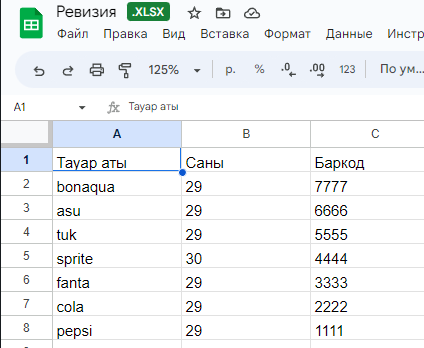 Ревизия .XLSX
Файл Правка Вид Вставка Формат Данные Инстр
125% р. % .0 .00 123 По ум...
A1 fx Тауар аты
A B C
1 Тауар аты Саны Баркод
2 bonaqua 29 7777
3 asu 29 6666
4 tuk 29 5555
5 sprite 30 4444
6 fanta 29 3333
7 cola 29 2222
8 pepsi 29 1111